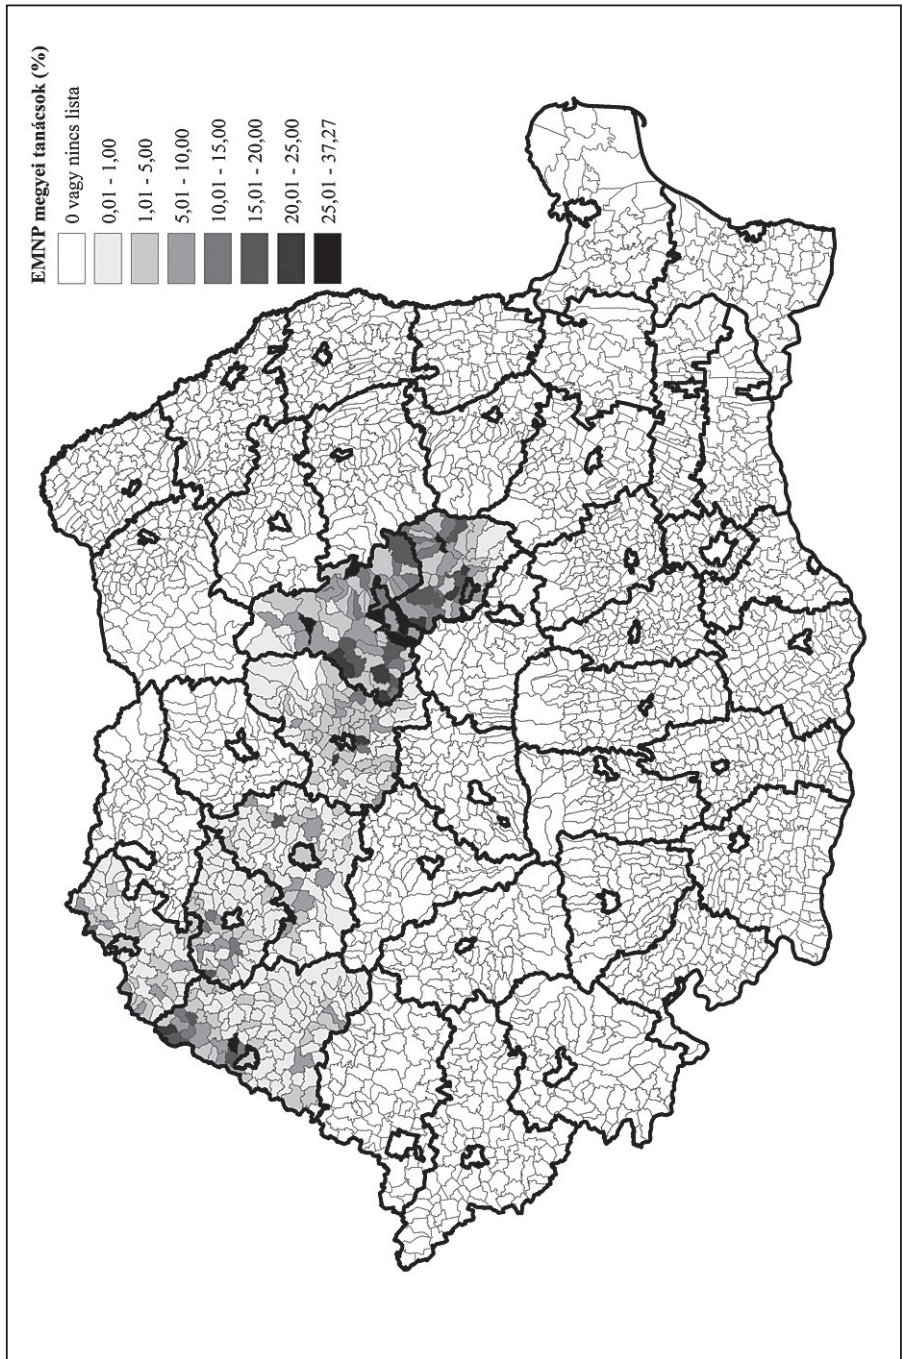 EMNP megyei tanácsok (%)
0 vagy nincs lista
0,01 - 1,00
1,01 - 5,00
5,01 - 10,00
10,01 - 15,00
15,01 - 20,00
20,01 - 25,00
25,01 - 37,27